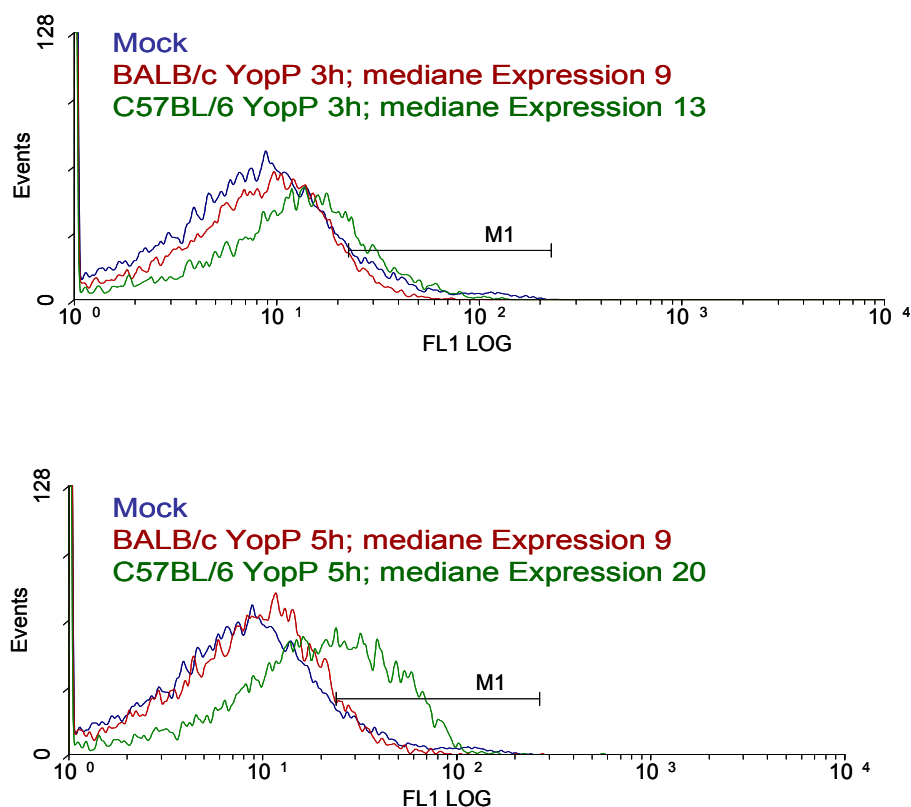 128
Mock
BALB/c YopP 3h; mediane Expression 9
C57BL/6 YopP 3h; mediane Expression 13
Events
M1
0
10 0 10 1 10 2 10 3 10 4
FL1 LOG
128
Mock
BALB/c YopP 5h; mediane Expression 9
C57BL/6 YopP 5h; mediane Expression 20
Events
M1
0
10 0 10 1 10 2 10 3 10 4
FL1 LOG